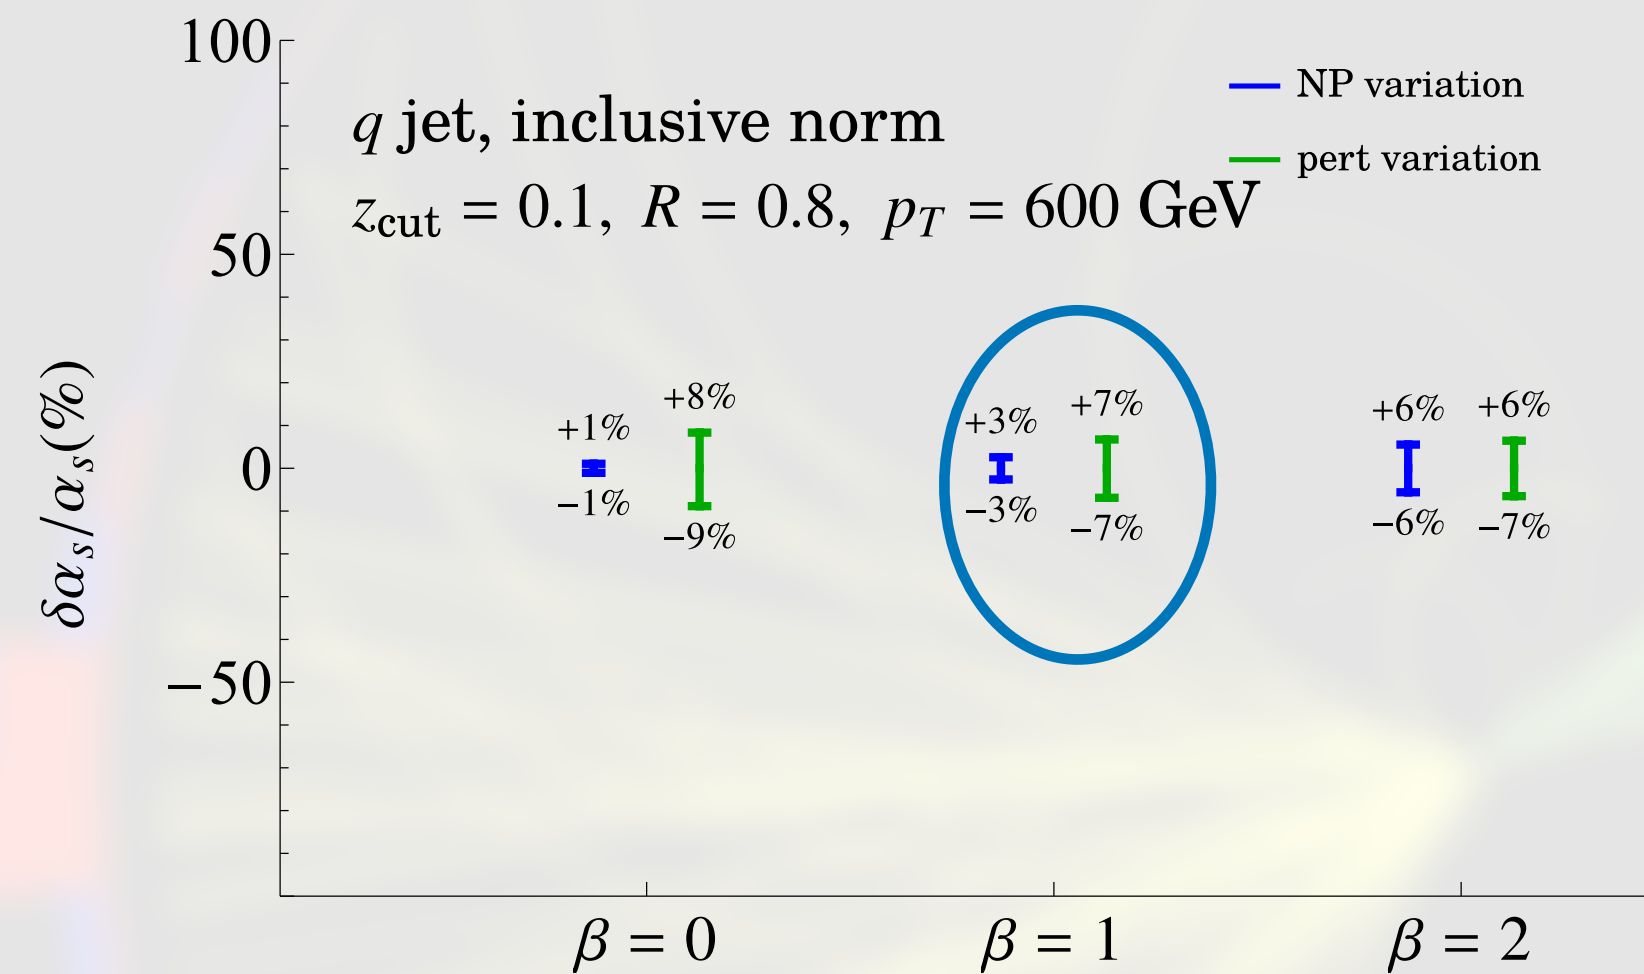 100
NP variation
q jet, inclusive norm
pert variation
z_cut = 0.1, R = 0.8, p_T = 600 GeV
50
δα_s/α_s(%)
+8%
+7%
+6% +6%
+1%
+3%
0
−1%
−3%
−6% −7%
−9%
−7%
−50
β = 0 β = 1 β = 2